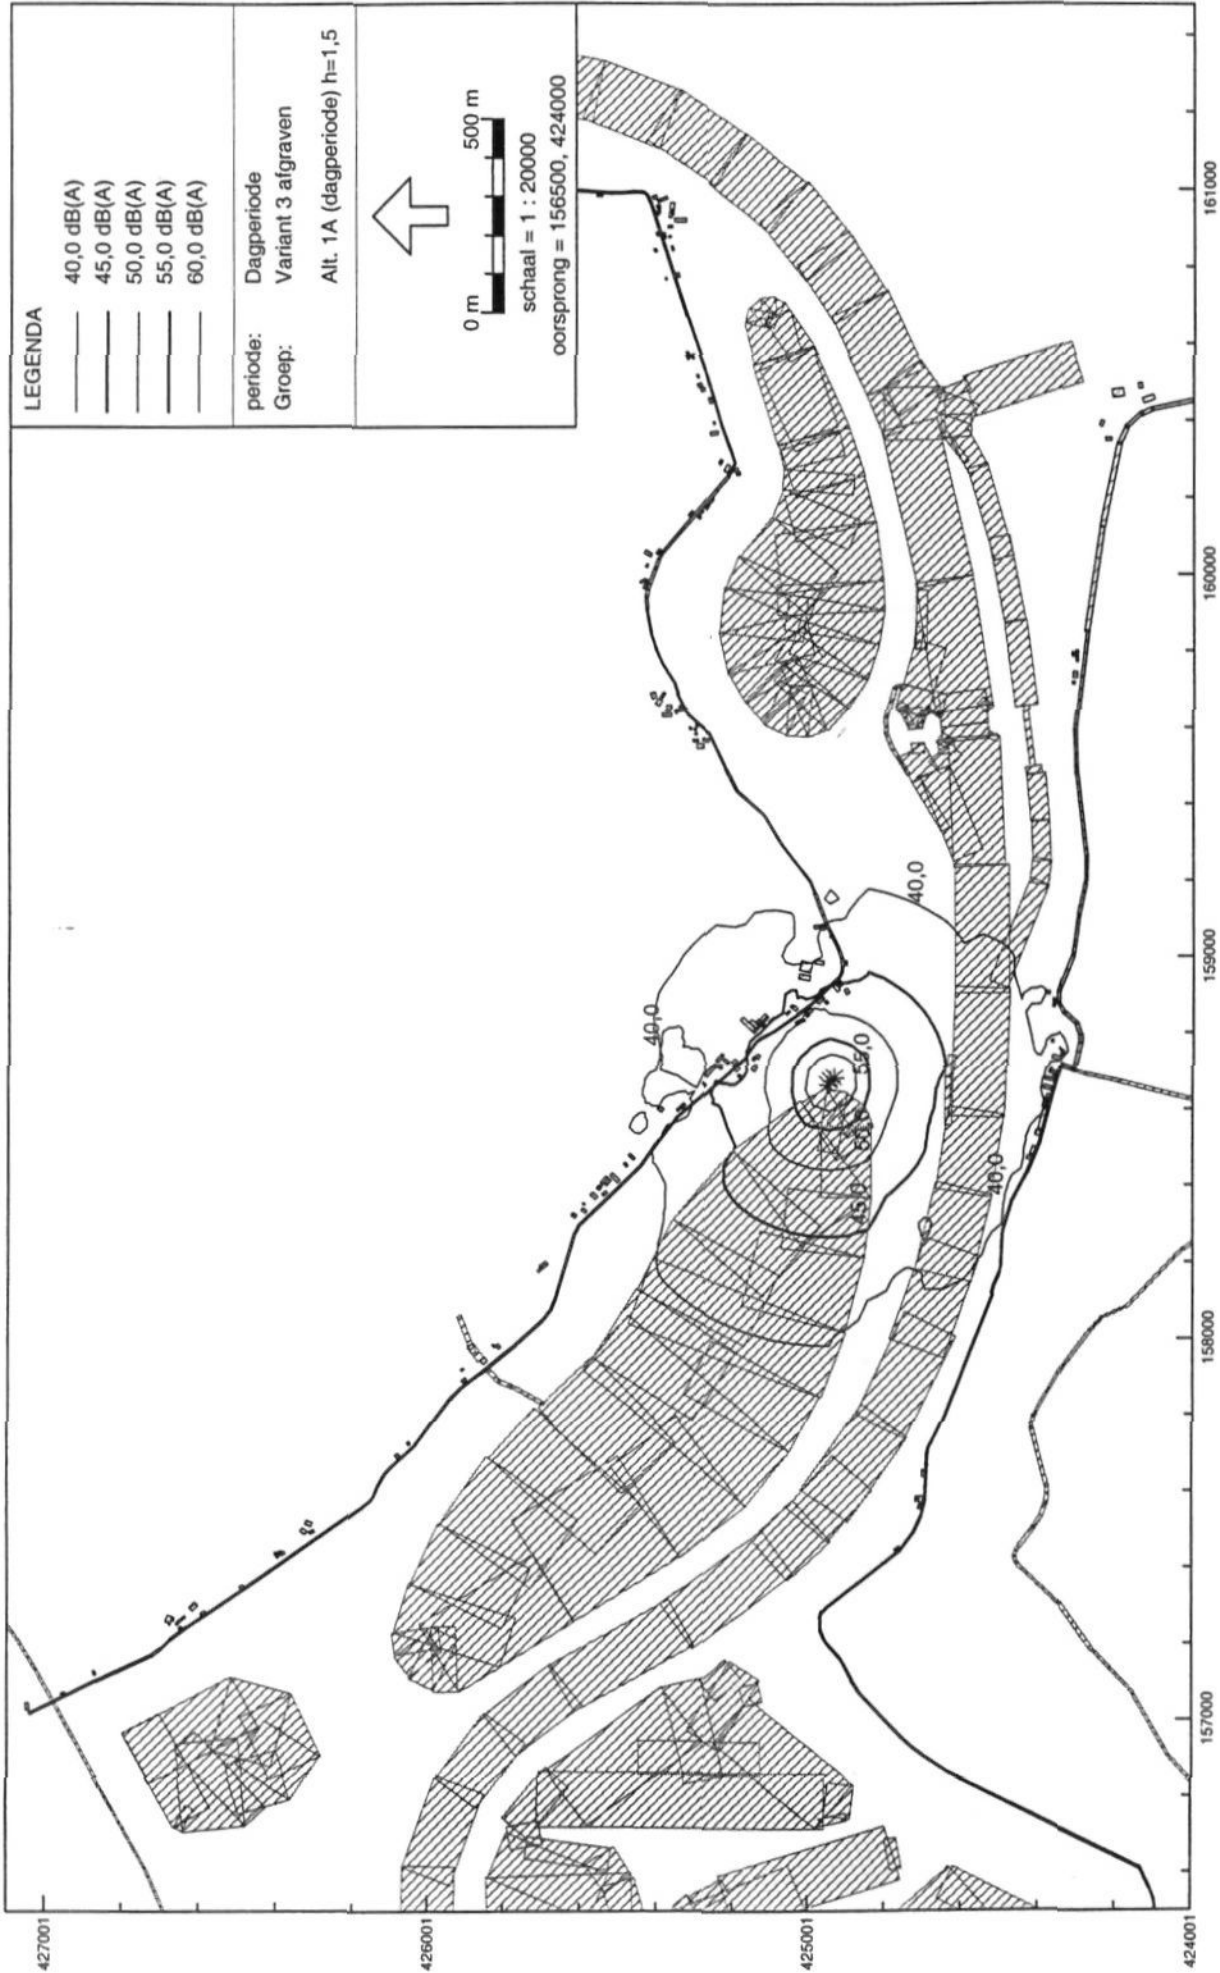 LEGENDA
40,0 dB(A)
45,0 dB(A)
50,0 dB(A)
55,0 dB(A)
60,0 dB(A)
periode: Dagperiode
Groep: Variant 3 afgraven
Alt. 1A (dagperiode) h=1,5
0 m 500 m
schaal = 1 : 20000
oorsprong = 156500, 424000
427001
426001
425001
424001
157000
158000
159000
160000
161000
40,0
40,0
40,0
45,0
50,0
55,0